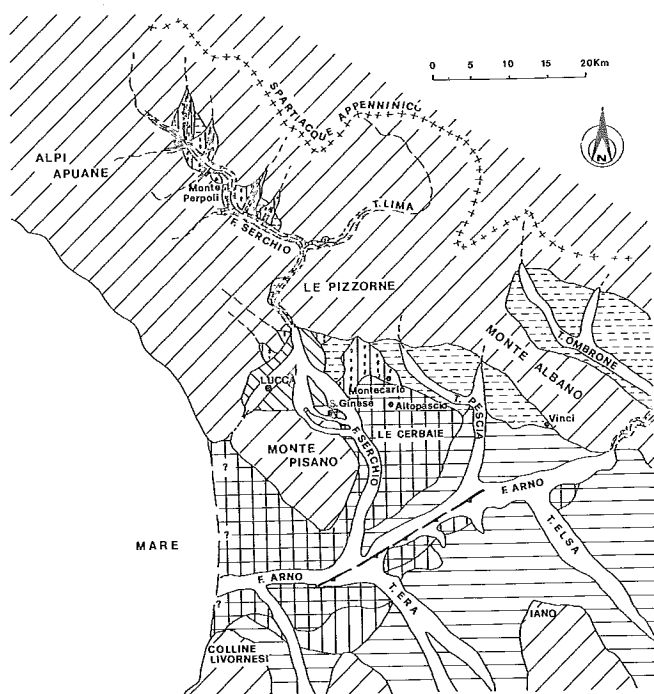 0 5 10 15 20Km
SPARTIACQUE APPENNINICO
N
ALPI
APUANE
Monte
Perpoli
F. SERCHIO
T. LIMA
LE PIZZORNE
MONTE ALBANO
T. OMBRONE
LUCCA
Montecarlo
S. Ginese
Altopascio
T. PESCIA
Vinci
LE CERBAIE
F. SERCHIO
MONTE
PISANO
?
?
?
?
?
MARE
F. ARNO
F. ARNO
T. ELSA
T. ERA
IANO
COLLINE
LIVORNESI